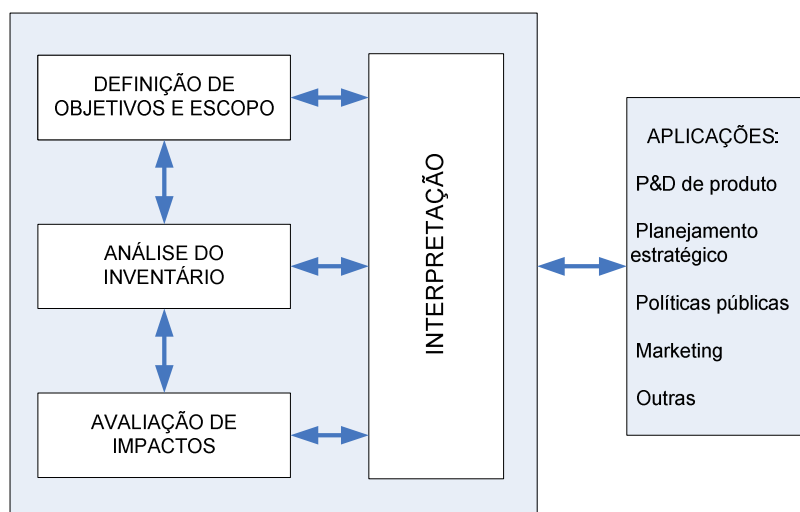 DEFINIÇÃO DE
OBJETIVOS E ESCOPO
ANÁLISE DO
INVENTÁRIO
AVALIAÇÃO DE
IMPACTOS
INTERPRETAÇÃO
APLICAÇÕES:
P&D de produto
Planejamento
estratégico
Políticas públicas
Marketing
Outras